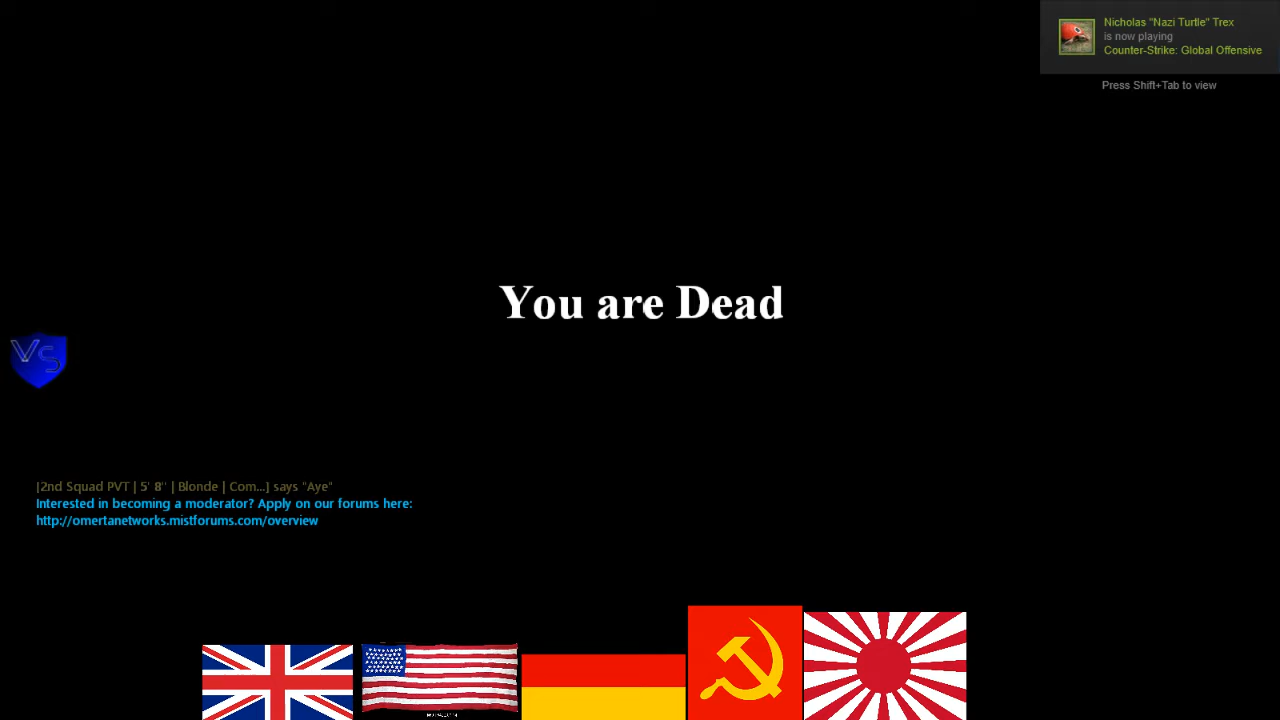 Nicholas "Nazi Turtle" Trex
is now playing
Counter-Strike: Global Offensive
Press Shift+Tab to view
You are Dead
VS
[2nd Squad PVT | 5' 8'' | Blonde | Com...] says "Aye"
Interested in becoming a moderator? Apply on our forums here:
http://omertanetworks.mistforums.com/overview